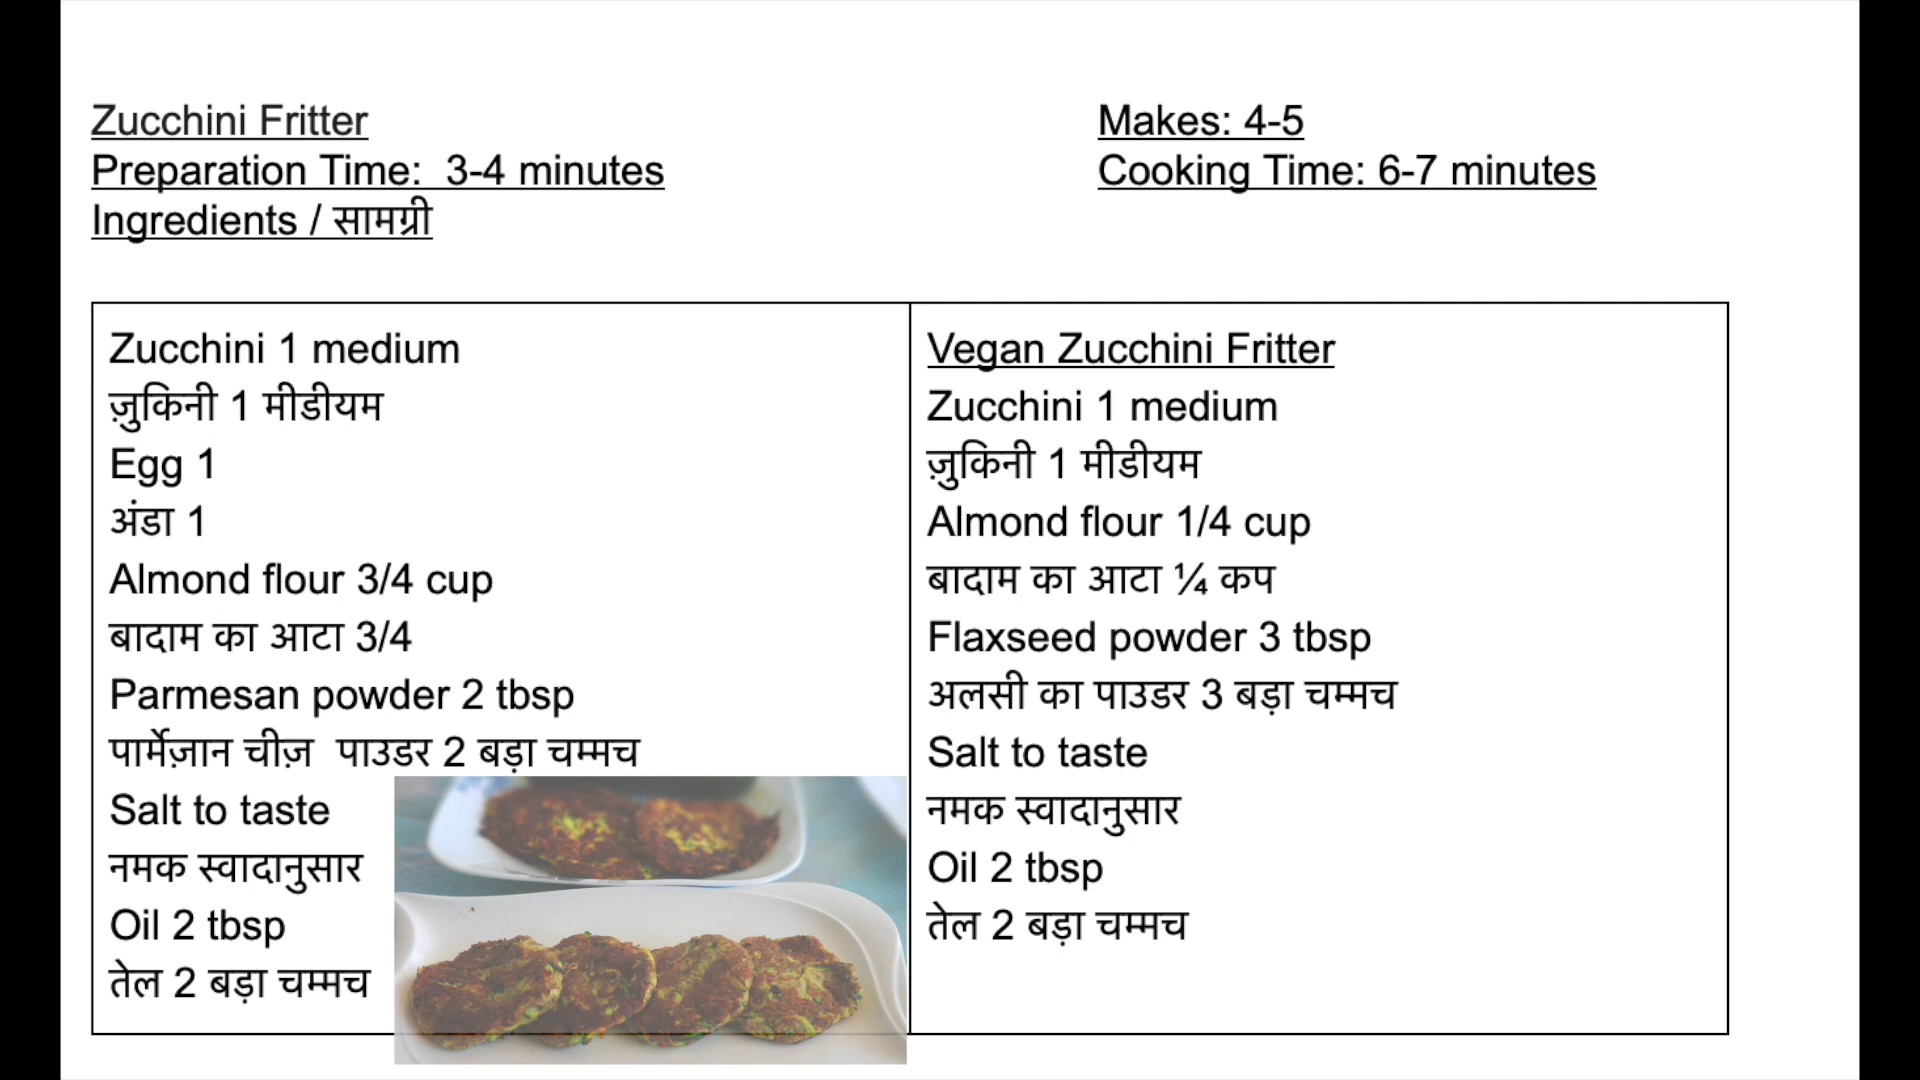 Zucchini Fritter
Makes: 4-5
Preparation Time:  3-4 minutes
Cooking Time: 6-7 minutes
Ingredients / सामग्री
Zucchini 1 medium
ज़ुकिनी 1 मीडीयम
Egg 1
अंडा 1
Almond flour 3/4 cup
बादाम का आटा 3/4
Parmesan powder 2 tbsp
पार्मेज़ान चीज़  पाउडर 2 बड़ा चम्मच
Salt to taste
नमक स्वादानुसार
Oil 2 tbsp
तेल 2 बड़ा चम्मच
Vegan Zucchini Fritter
Zucchini 1 medium
ज़ुकिनी 1 मीडीयम
Almond flour 1/4 cup
बादाम का आटा ¼ कप
Flaxseed powder 3 tbsp
अलसी का पाउडर 3 बड़ा चम्मच
Salt to taste
नमक स्वादानुसार
Oil 2 tbsp
तेल 2 बड़ा चम्मच